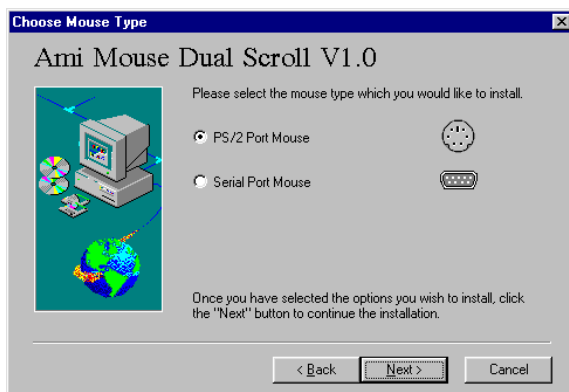 Choose Mouse Type
Ami Mouse Dual Scroll V1.0
Please select the mouse type which you would like to install.
PS/2 Port Mouse
Serial Port Mouse
Once you have selected the options you wish to install, click
the "Next" button to continue the installation.
< Back
Next >
Cancel